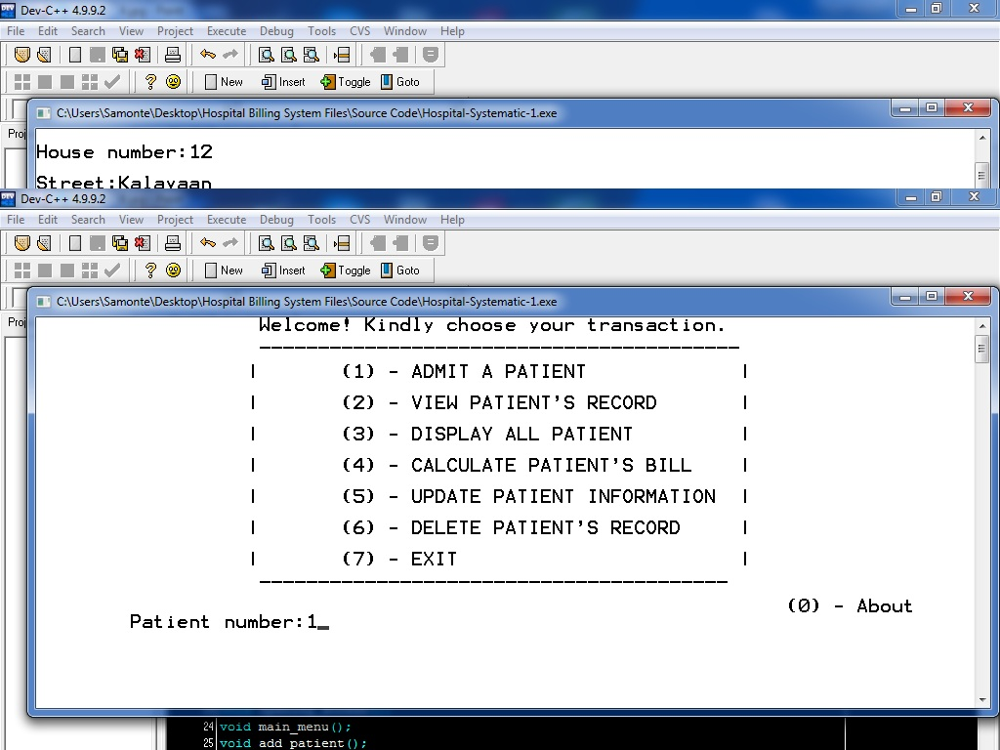 Dev-C++ 4.9.9.2
File Edit Search View Project Execute Debug Tools CVS Window Help
New Insert Toggle Goto
C:\Users\Samonte\Desktop\Hospital Billing System Files\Source Code\Hospital-Systematic-1.exe
Proj
House number:12
Street:Kalayaan
Dev-C++ 4.9.9.2
File Edit Search View Project Execute Debug Tools CVS Window Help
New Insert Toggle Goto
C:\Users\Samonte\Desktop\Hospital Billing System Files\Source Code\Hospital-Systematic-1.exe
Proj
Welcome! Kindly choose your transaction.
(1) - ADMIT A PATIENT
(2) - VIEW PATIENT'S RECORD
(3) - DISPLAY ALL PATIENT
(4) - CALCULATE PATIENT'S BILL
(5) - UPDATE PATIENT INFORMATION
(6) - DELETE PATIENT'S RECORD
(7) - EXIT
(0) - About
Patient number:1_
24 void main_menu();
25 void add_patient();